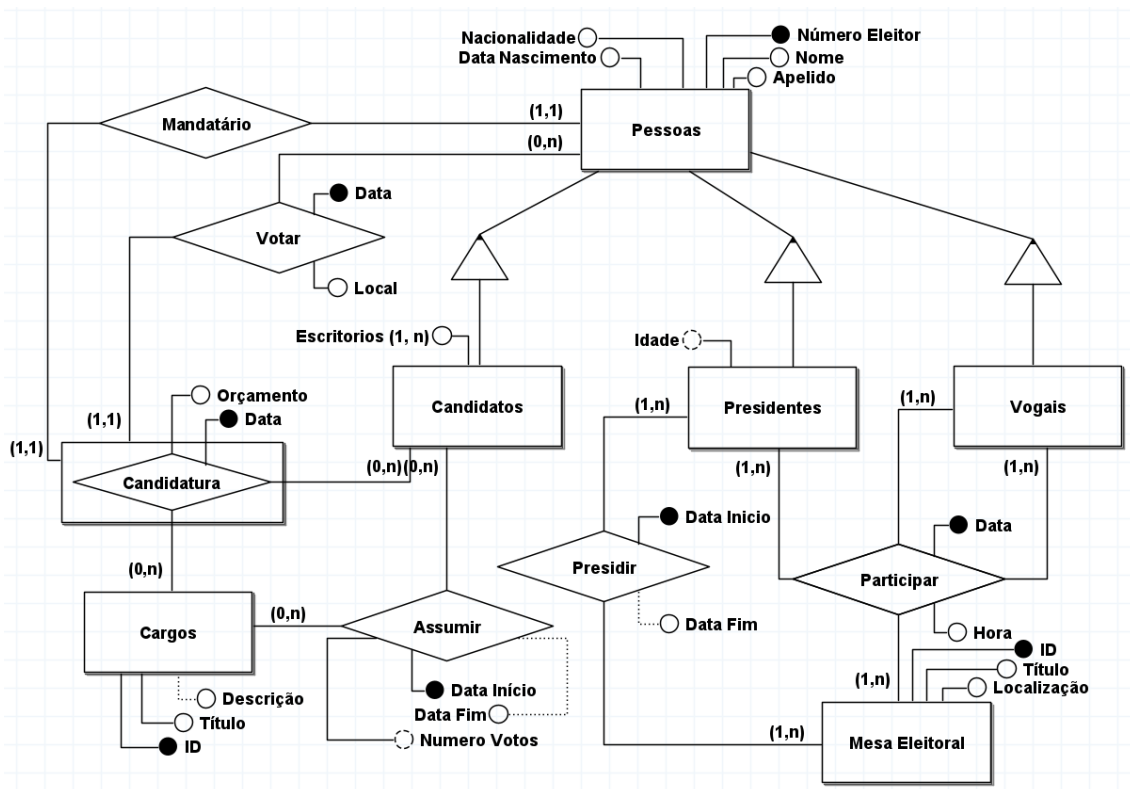 Nacionalidade
Número Eleitor
Data Nascimento
Nome
Apelido
Mandatário
(1,1)
Pessoas
(0,n)
Data
Votar
Local
Escritorios (1, n)
Idade
Orçamento
Data
(1,1)
(1,1)
Candidatos
(1,n)
Presidentes
(1,n)
Vogais
Candidatura
(0,n)
(0,n)
(1,n)
(1,n)
Data Inicio
Data
(0,n)
Presidir
Participar
Cargos
(0,n)
Assumir
Data Fim
Hora
ID
Título
Localização
(1,n)
Descrição
Data Início
Título
Data Fim
ID
Numero Votos
(1,n)
Mesa Eleitoral